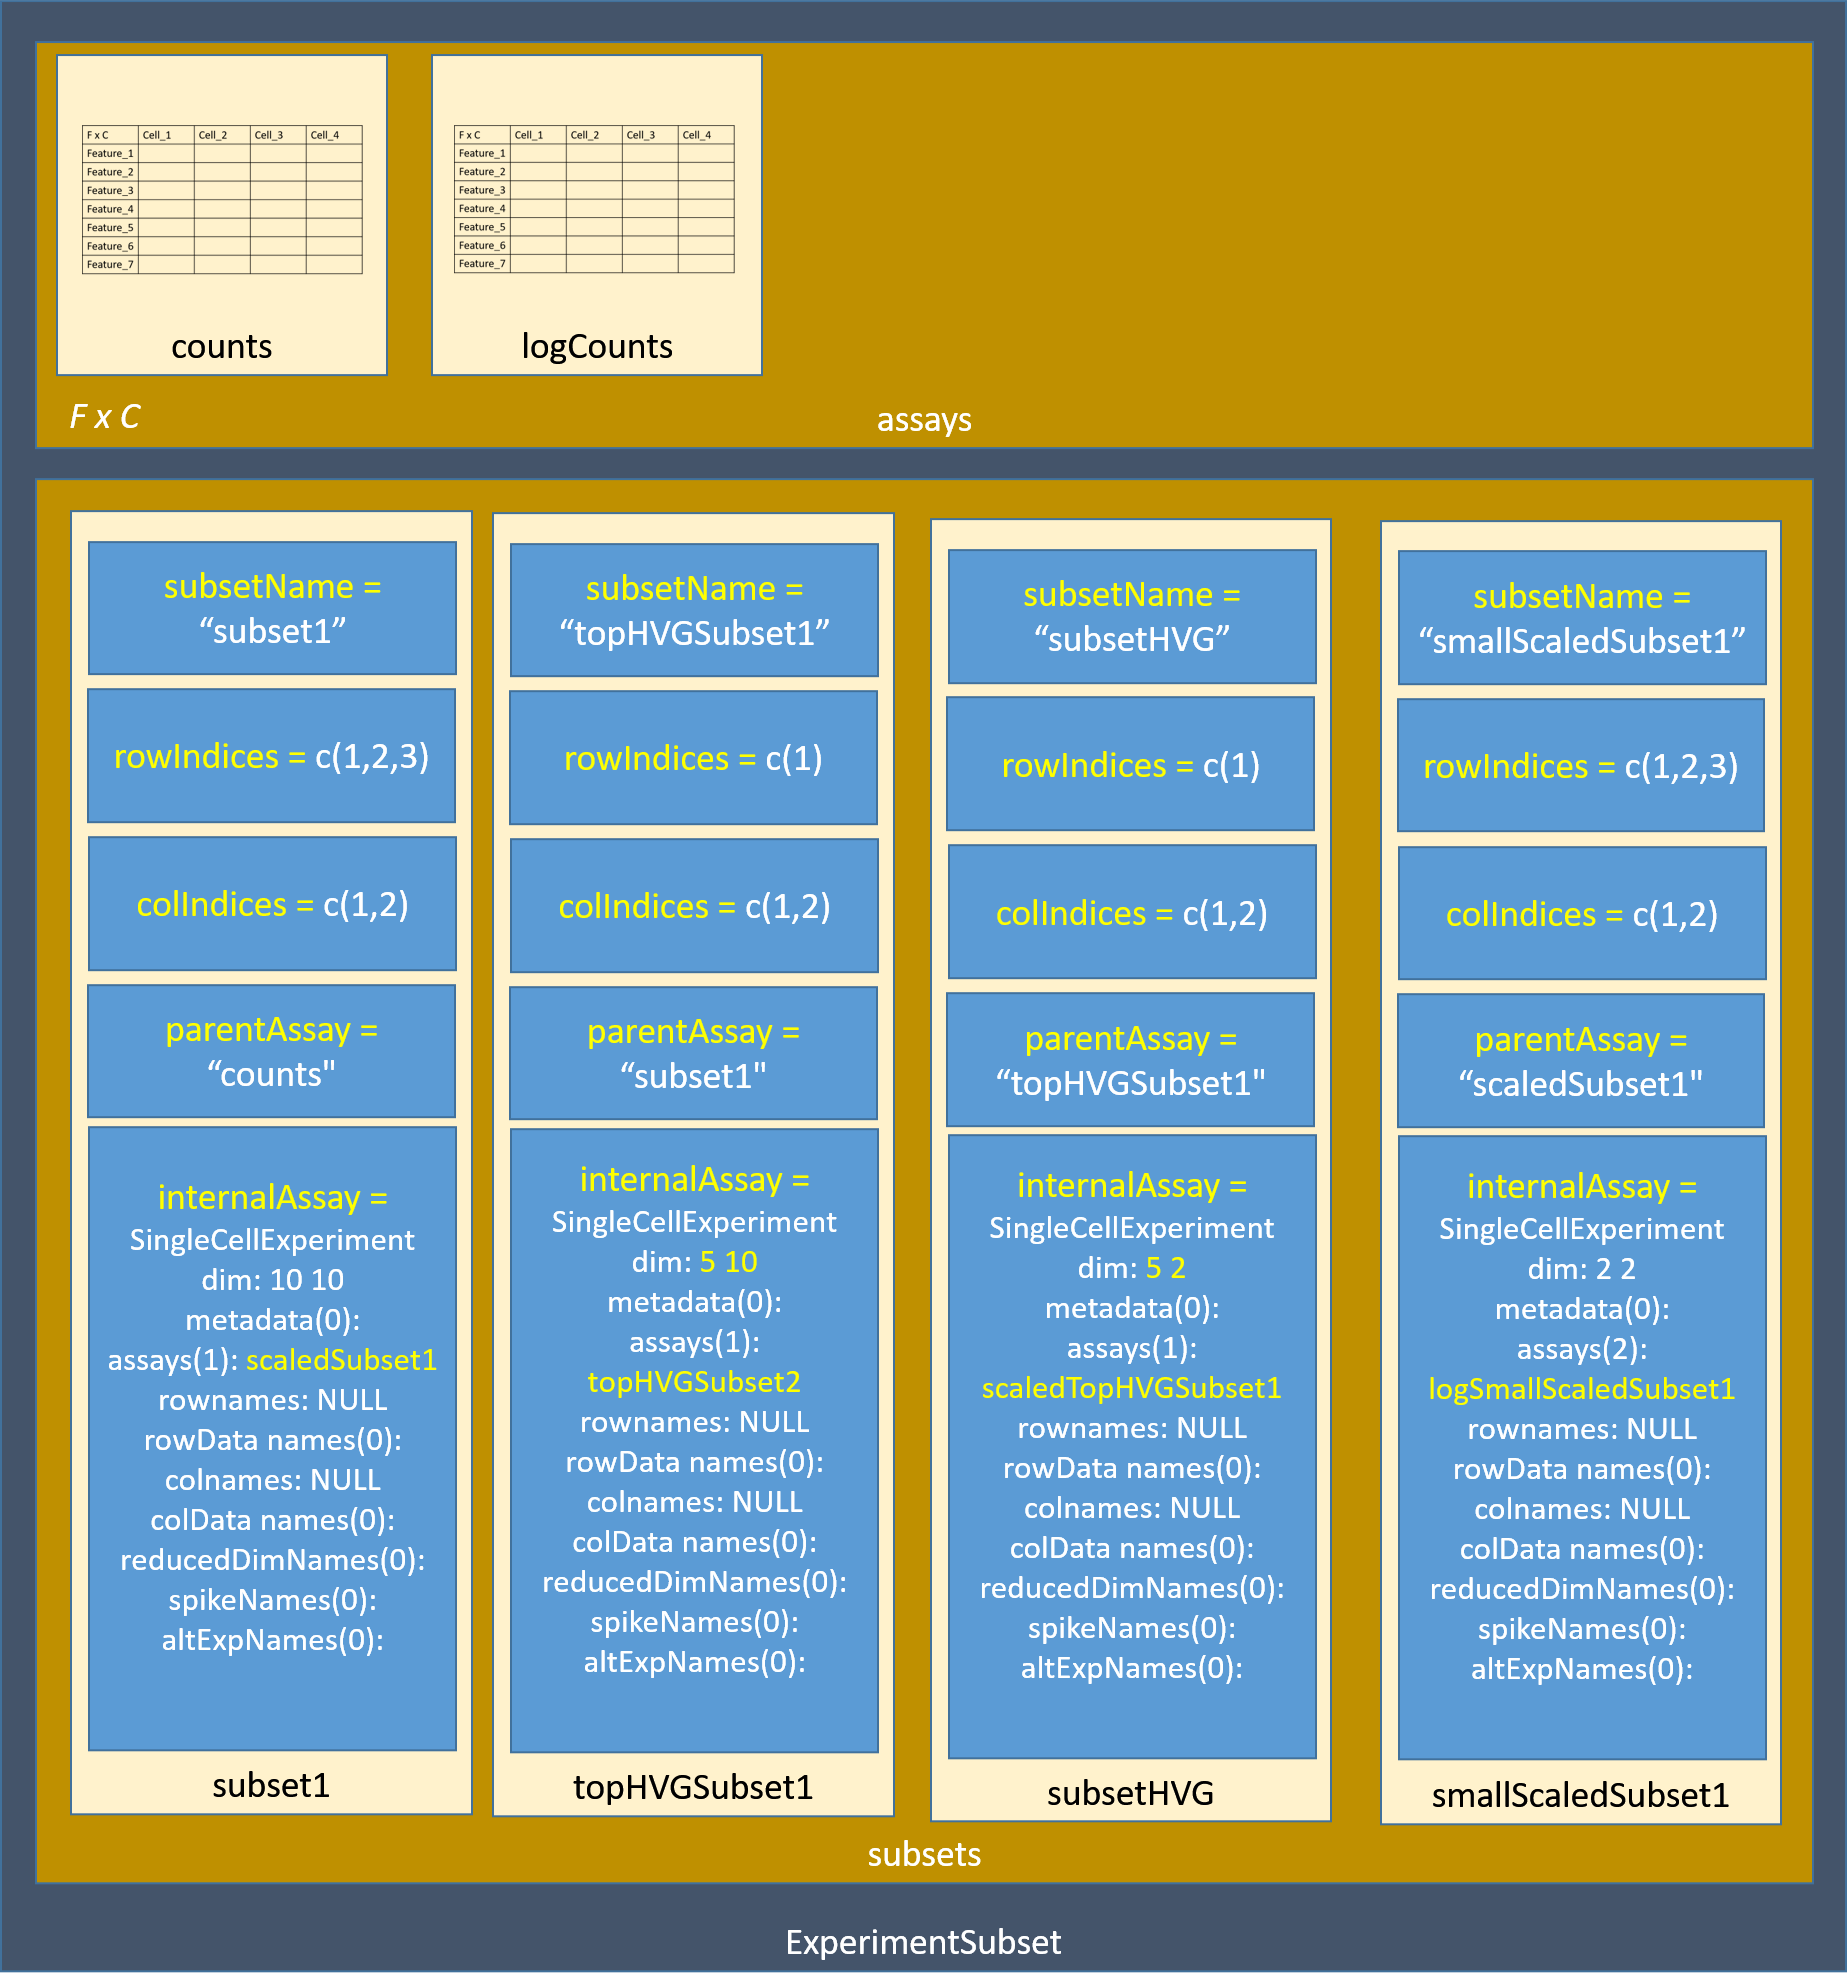 F x C Cell_1 Cell_2 Cell_3 Cell_4
Feature_1
Feature_2
Feature_3
Feature_4
Feature_5
Feature_6
Feature_7
counts
F x C Cell_1 Cell_2 Cell_3 Cell_4
Feature_1
Feature_2
Feature_3
Feature_4
Feature_5
Feature_6
Feature_7
logCounts
F x C
assays
subsetName =
“subset1”
rowIndices = c(1,2,3)
colIndices = c(1,2)
parentAssay =
“counts"
internalAssay =
SingleCellExperiment
dim: 10 10
metadata(0):
assays(1): scaledSubset1
rownames: NULL
rowData names(0):
colnames: NULL
colData names(0):
reducedDimNames(0):
spikeNames(0):
altExpNames(0):
subset1
subsetName =
“topHVGSubset1”
rowIndices = c(1)
colIndices = c(1,2)
parentAssay =
“subset1"
internalAssay =
SingleCellExperiment
dim: 5 10
metadata(0):
assays(1):
topHVGSubset2
rownames: NULL
rowData names(0):
colnames: NULL
colData names(0):
reducedDimNames(0):
spikeNames(0):
altExpNames(0):
topHVGSubset1
subsetName =
“subsetHVG”
rowIndices = c(1)
colIndices = c(1,2)
parentAssay =
“topHVGSubset1"
internalAssay =
SingleCellExperiment
dim: 5 2
metadata(0):
assays(1):
scaledTopHVGSubset1
rownames: NULL
rowData names(0):
colnames: NULL
colData names(0):
reducedDimNames(0):
spikeNames(0):
altExpNames(0):
subsetHVG
subsetName =
“smallScaledSubset1”
rowIndices = c(1,2,3)
colIndices = c(1,2)
parentAssay =
“scaledSubset1"
internalAssay =
SingleCellExperiment
dim: 2 2
metadata(0):
assays(2):
logSmallScaledSubset1
rownames: NULL
rowData names(0):
colnames: NULL
colData names(0):
reducedDimNames(0):
spikeNames(0):
altExpNames(0):
smallScaledSubset1
subsets
ExperimentSubset